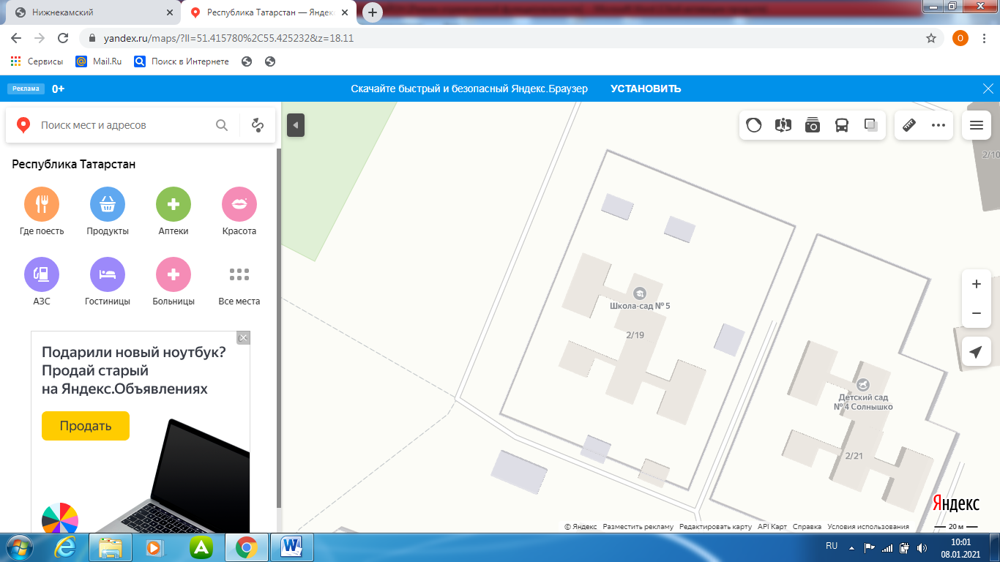 Нижнекамский
Республика Татарстан — Яндекс
yandex.ru/maps/?ll=51.415780%2C55.425232&z=18.11
О
Сервисы
Mail.Ru
Поиск в Интернете
Реклама
0+
Скачайте быстрый и безопасный Яндекс.Браузер
УСТАНОВИТЬ
Поиск мест и адресов
Республика Татарстан
Где поесть
Продукты
Аптеки
Красота
АЗС
Гостиницы
Больницы
Все места
Подарили новый ноутбук?
Продай старый
на Яндекс.Объявлениях
Продать
2/10
Школа-сад № 5
2/19
Детский сад
№ 4 Солнышко
2/21
Яндекс
© Яндекс Разместить рекламу Редактировать карту API Карт Справка Условия использования
20 м
RU
10:01
08.01.2021